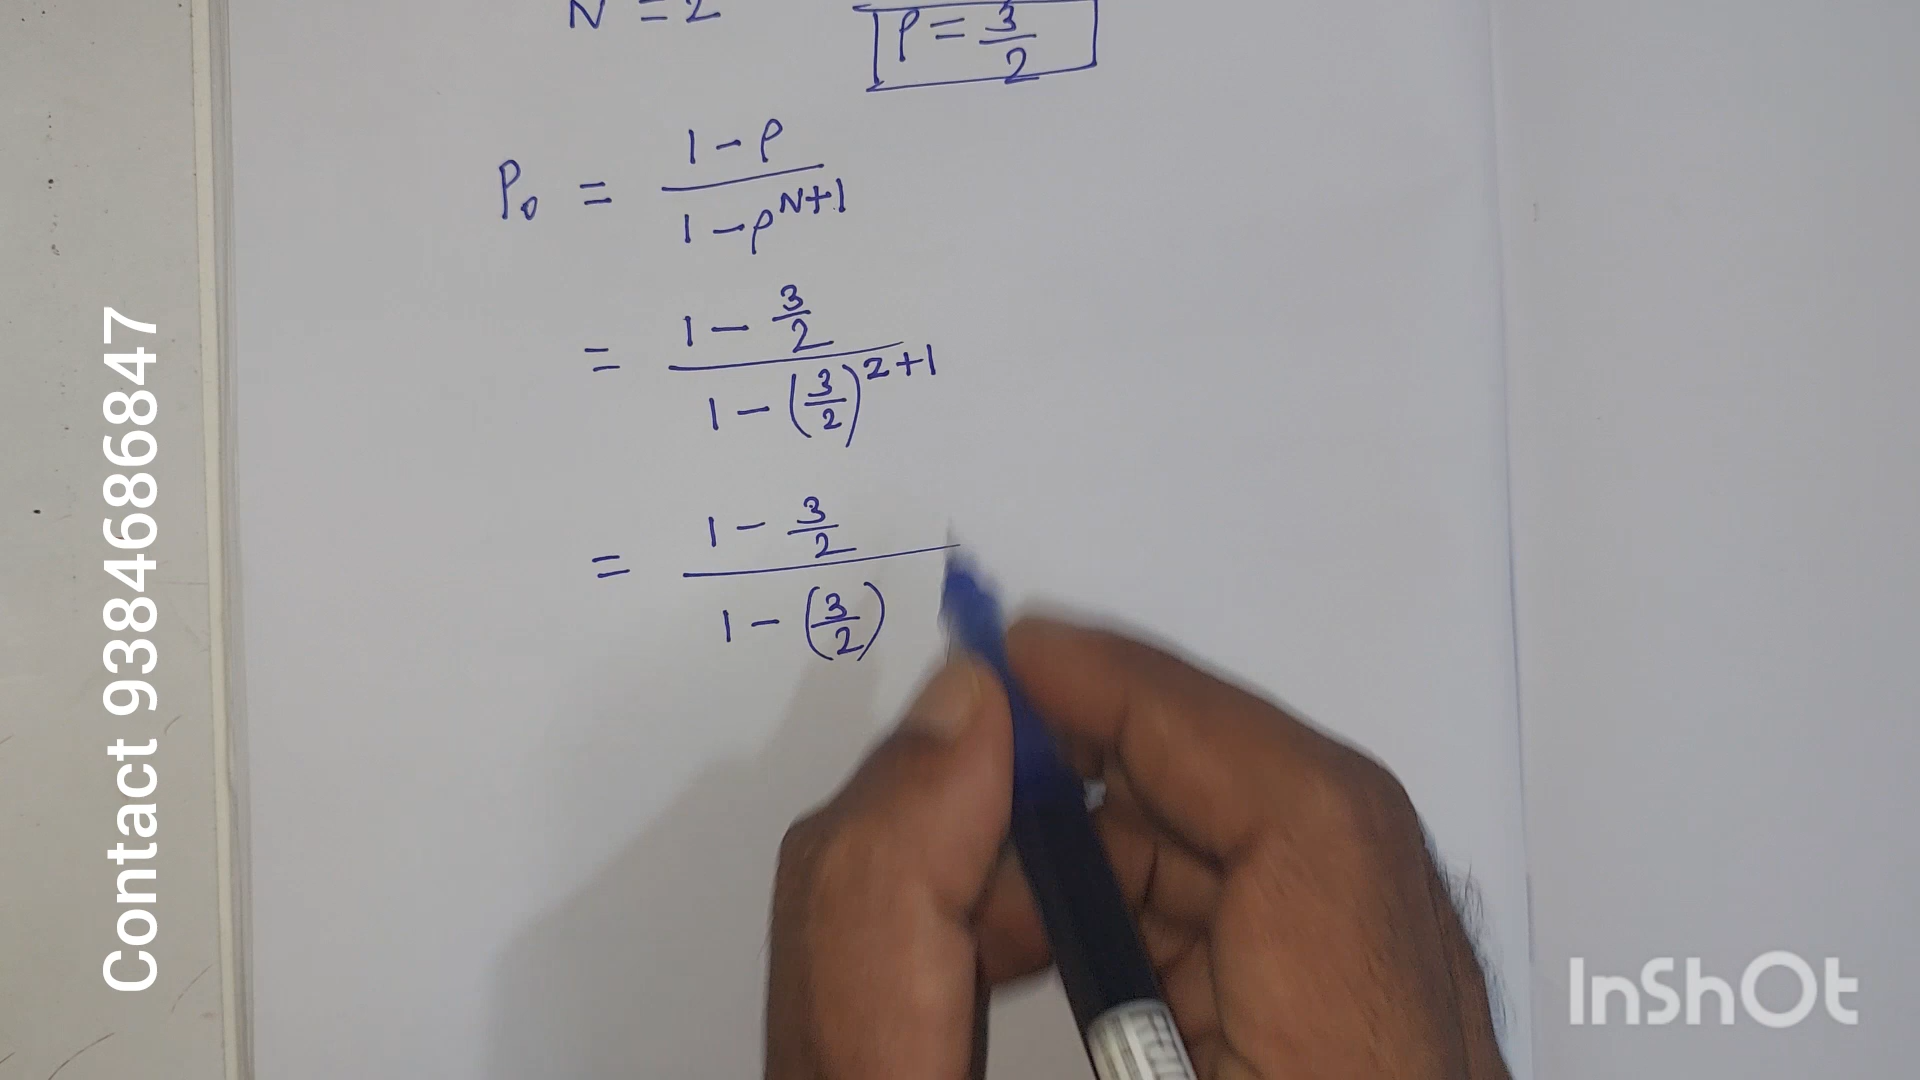 N = 2
ρ = 3/2
P₀ = (1 - ρ) / (1 - ρ^(N+1))
= (1 - 3/2) / (1 - (3/2)^(2+1))
= (1 - 3/2) / (1 - (3/2))
Contact 9384686847
InShOt